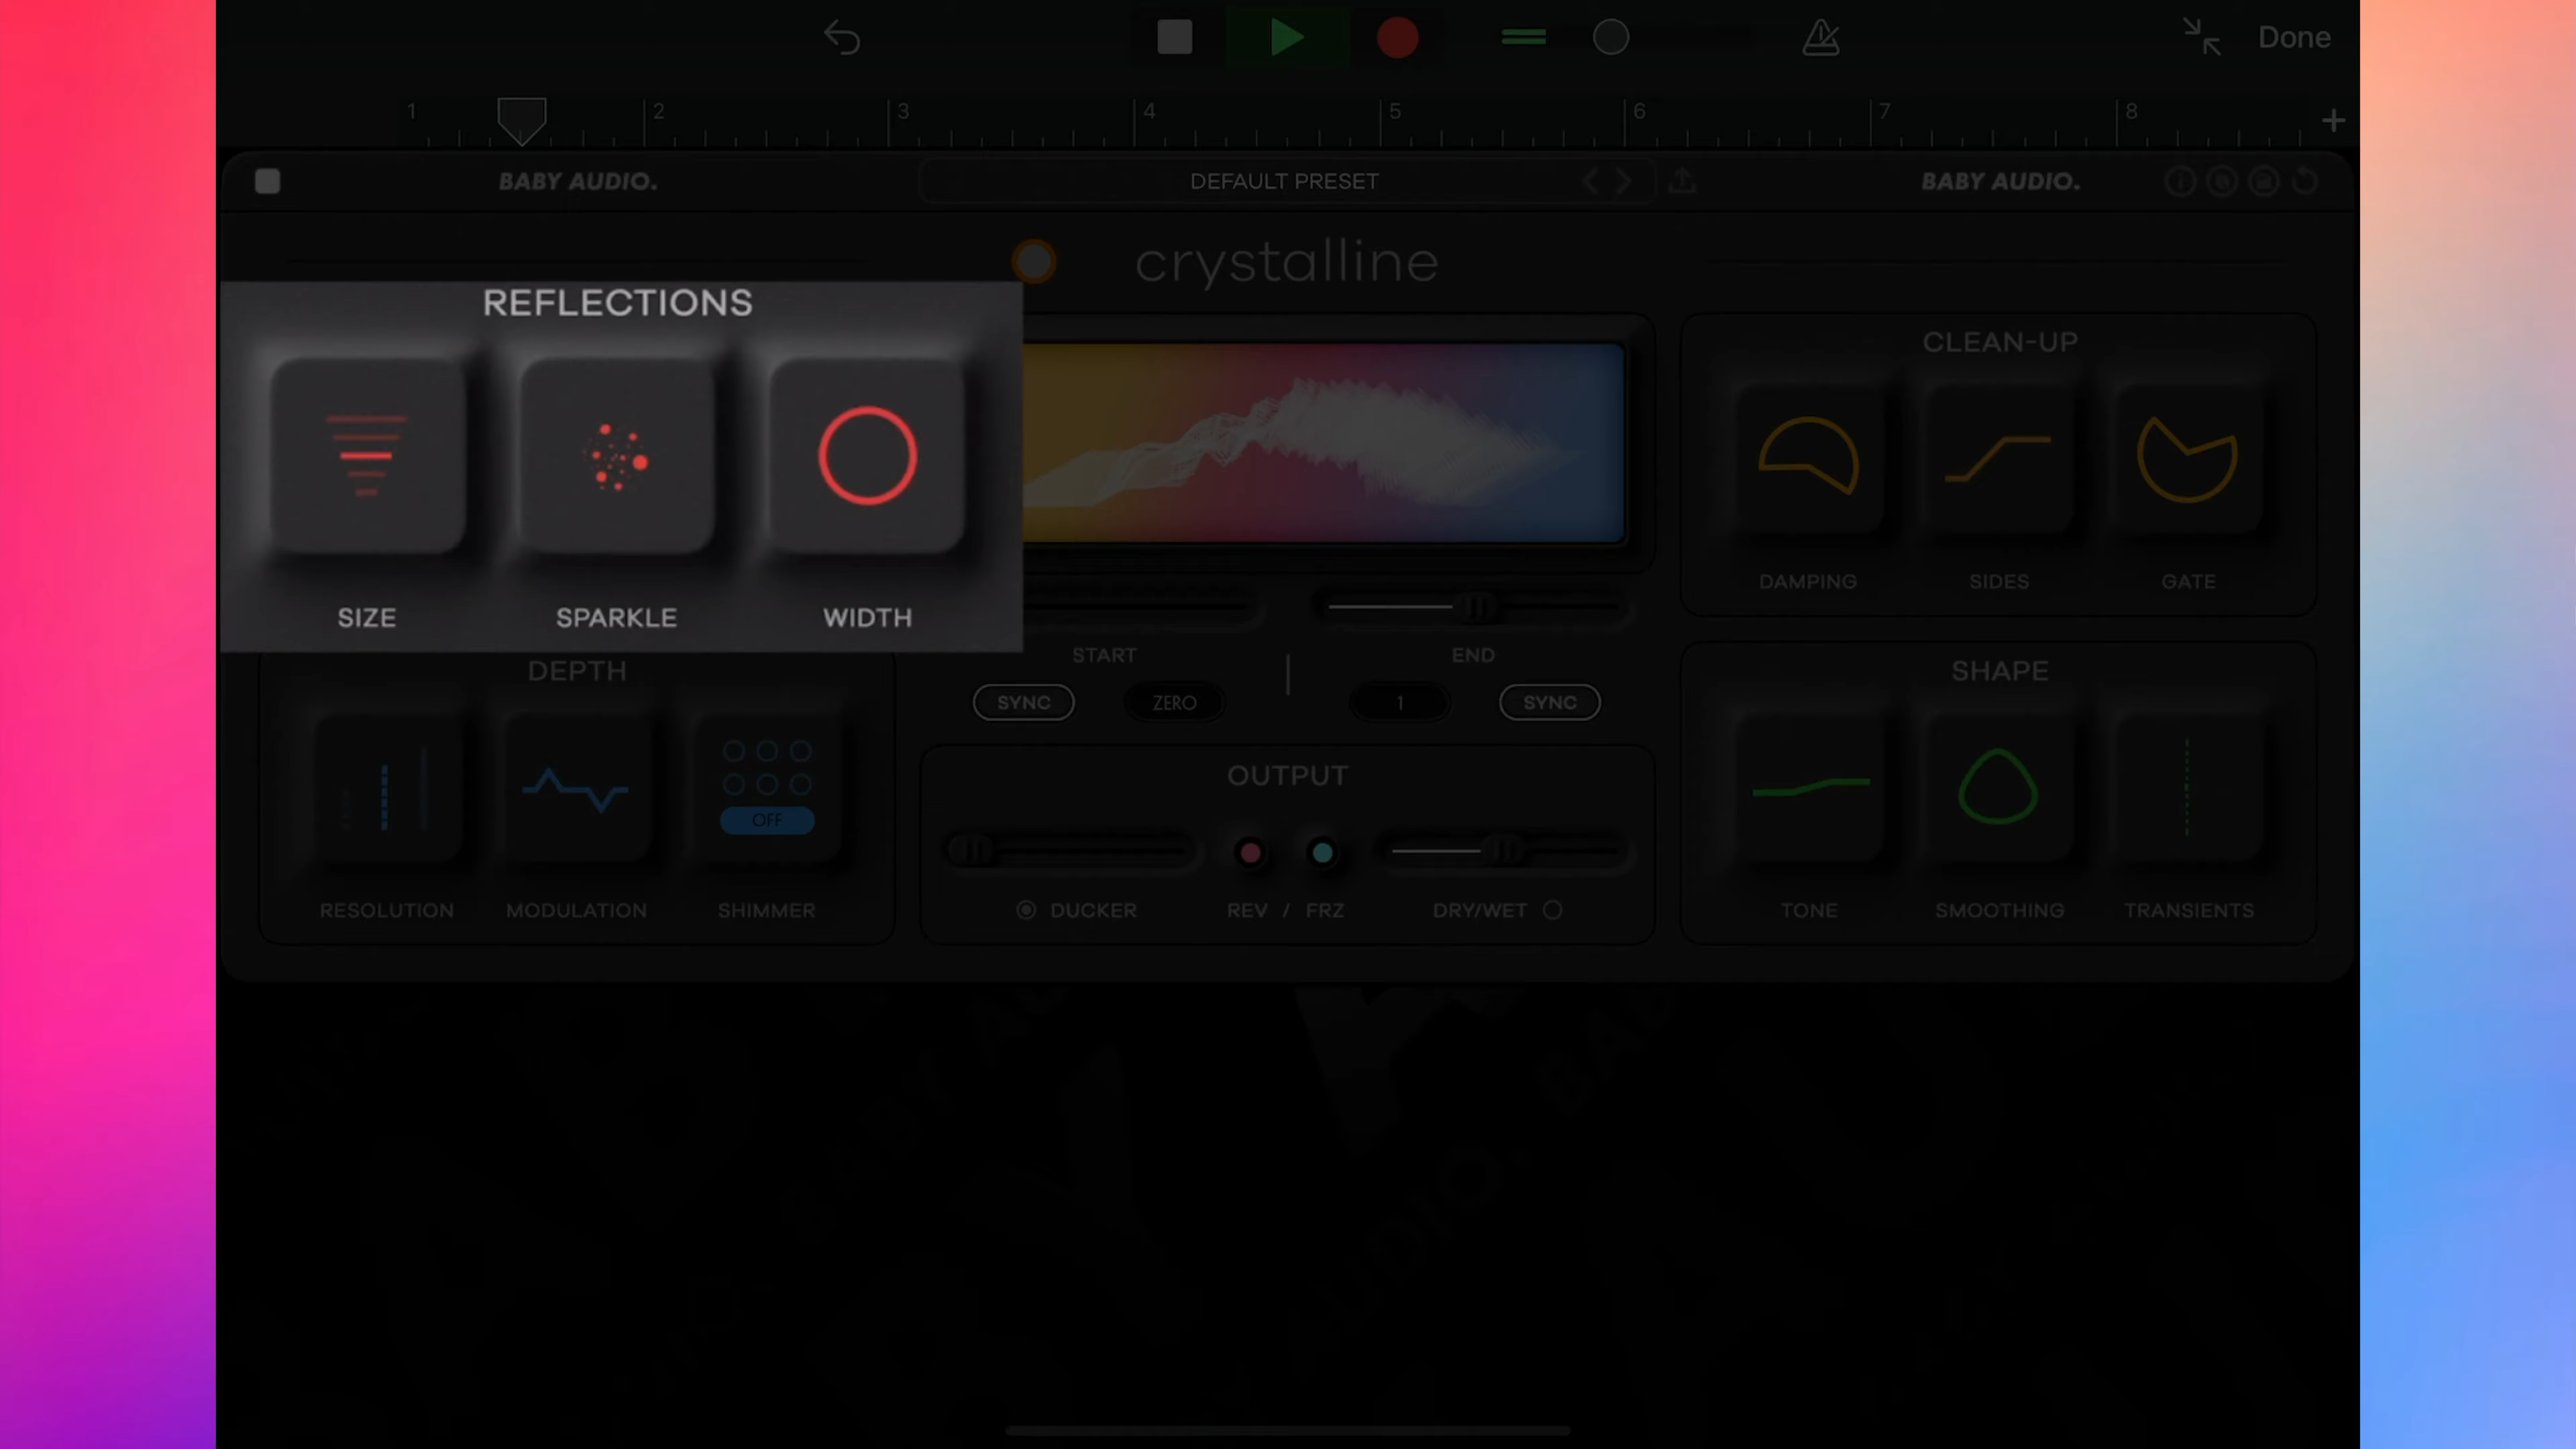 Done
1 2 3 4 5 6 7 8
BABY AUDIO. DEFAULT PRESET BABY AUDIO.
crystalline
REFLECTIONS
SIZE SPARKLE WIDTH
CLEAN-UP
DAMPING SIDES GATE
START END
SYNC ZERO 1 SYNC
DEPTH
OFF
RESOLUTION MODULATION SHIMMER
OUTPUT
DUCKER REV / FRZ DRY/WET
SHAPE
TONE SMOOTHING TRANSIENTS